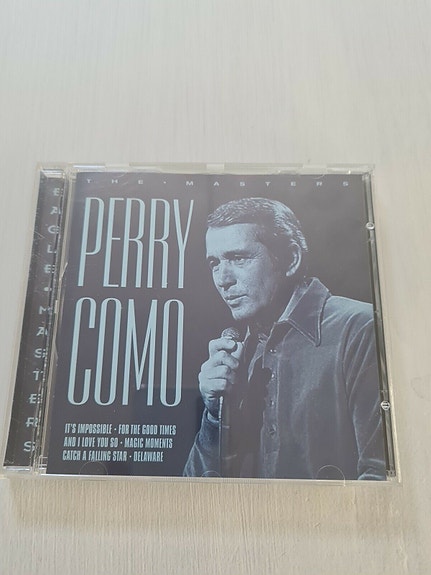 THE • MASTERS
EAGLE • MASTERS
PERRY
COMO
IT'S IMPOSSIBLE • FOR THE GOOD TIMES
AND I LOVE YOU SO • MAGIC MOMENTS
CATCH A FALLING STAR • DELAWARE